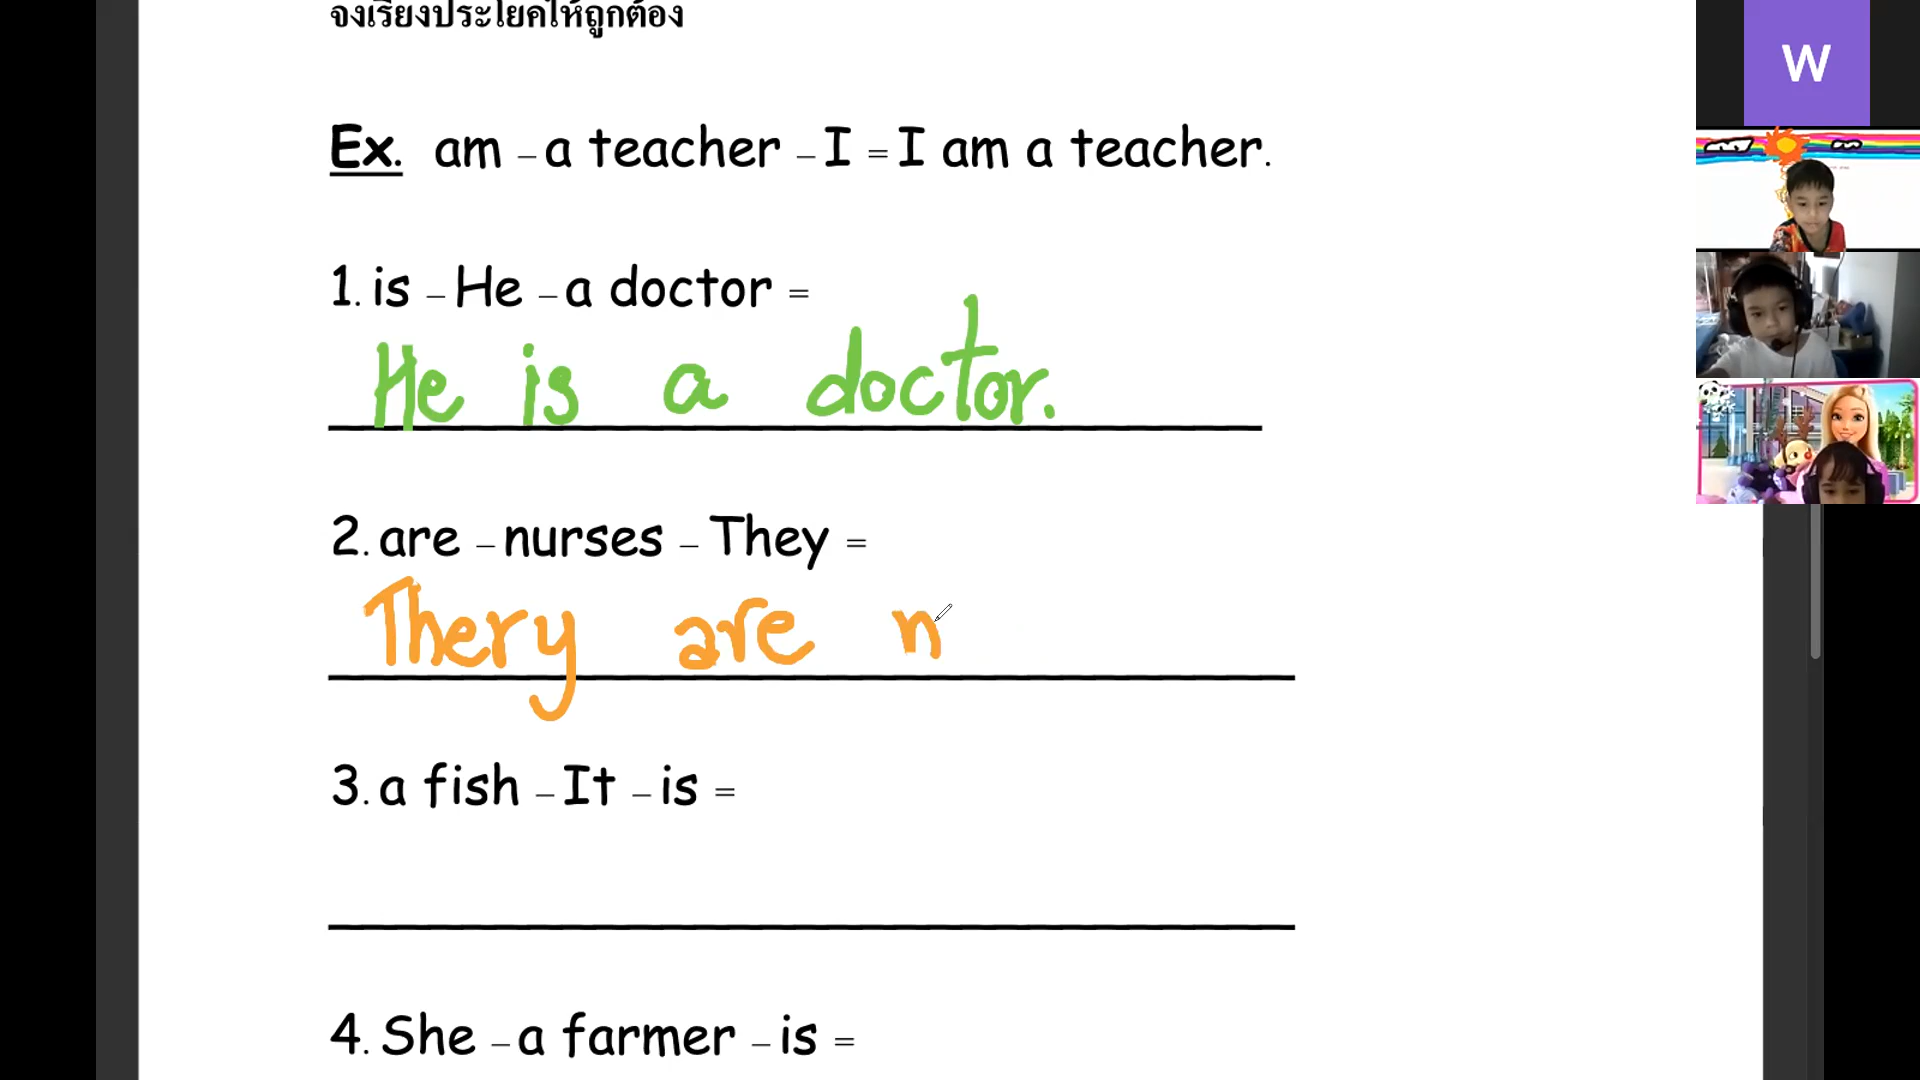 จงเรียงประโยคให้ถูกต้อง
Ex. am – a teacher – I = I am a teacher.
1. is – He – a doctor =
He is a doctor.
2. are – nurses – They =
Thery are n
3. a fish – It – is =
4. She – a farmer – is =
W